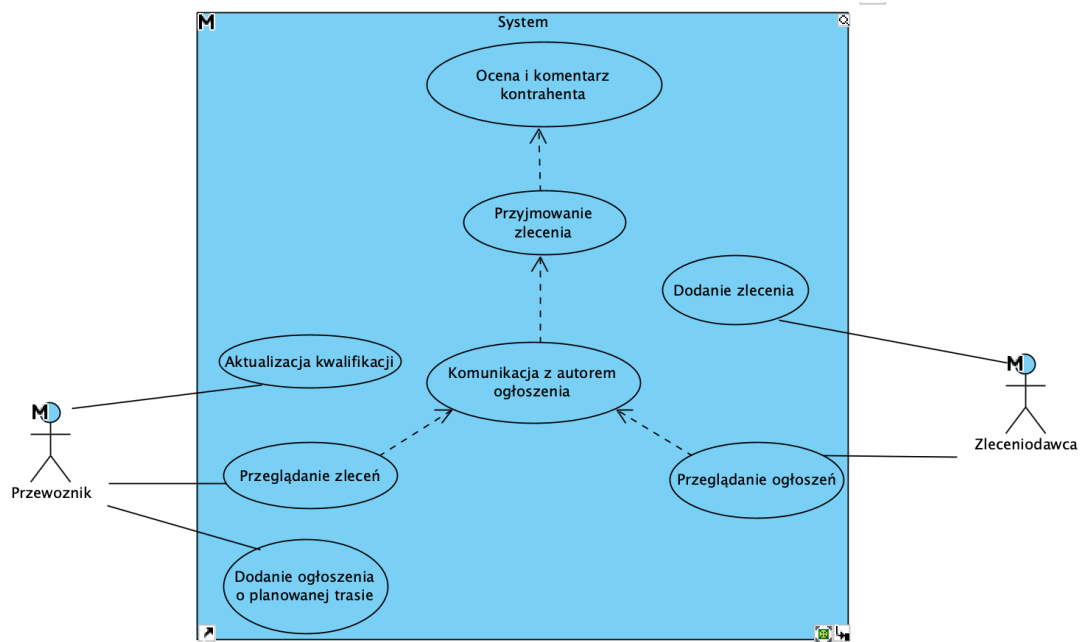 M
System
Ocena i komentarz
kontrahenta
Przyjmowanie
zlecenia
Dodanie zlecenia
Aktualizacja kwalifikacji
Komunikacja z autorem
ogłoszenia
M
Zleceniodawca
M
Przewoznik
Przeglądanie zleceń
Przeglądanie ogłoszeń
Dodanie ogłoszenia
o planowanej trasie